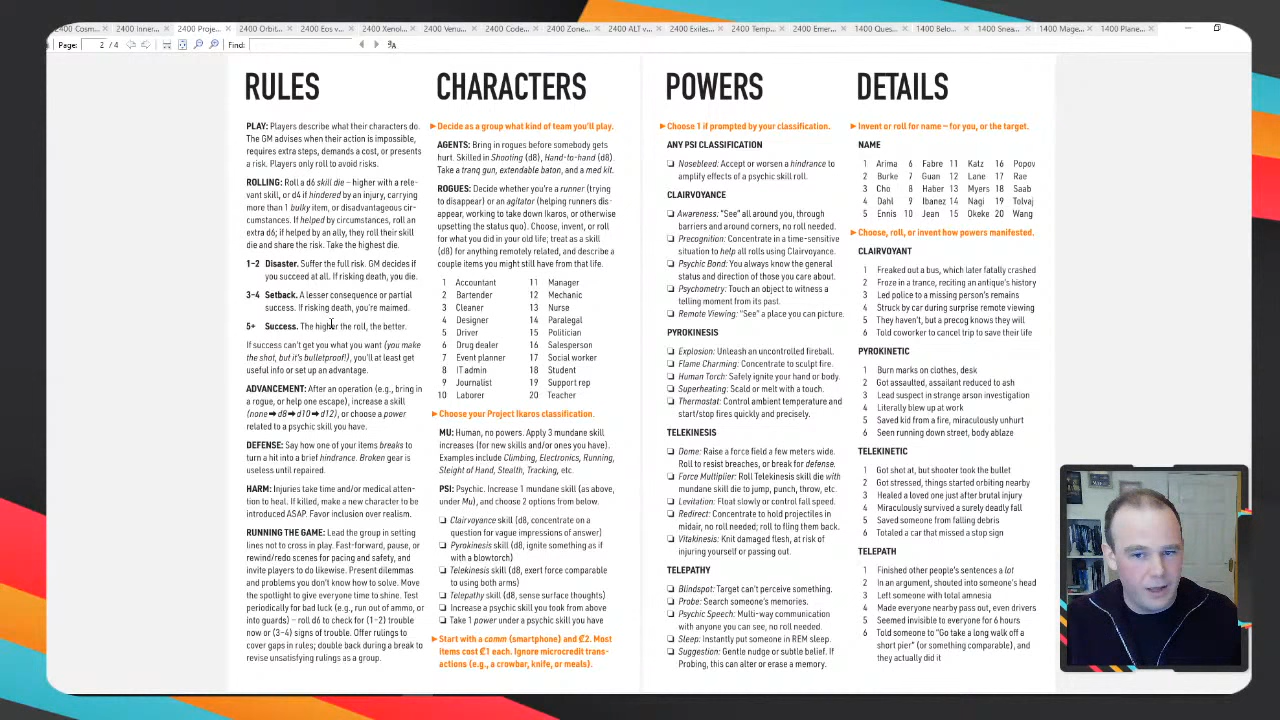 2400 Cosm...
2400 Inner...
2400 Proje...
2400 Orbit...
2400 Eos v...
2400 Xenol...
2400 Venu...
2400 Code...
2400 Zone...
2400 ALT v...
2400 Exiles...
2400 Temp...
2400 Emer...
1400 Ques...
1400 Belo...
1400 Snea...
1400 Mage...
1400 Plane...
Page: 2 / 4
Find:
RULES
PLAY: Players describe what their characters do.
The GM advises when their action is impossible,
requires extra steps, demands a cost, or presents
a risk. Players only roll to avoid risks.
ROLLING: Roll a d6 skill die – higher with a rele-
vant skill, or d4 if hindered by an injury, carrying
more than 1 bulky item, or disadvantageous cir-
cumstances. If helped by circumstances, roll an
extra d6; if helped by an ally, they roll their skill
die and share the risk. Take the highest die.
1–2 Disaster. Suffer the full risk. GM decides if
you succeed at all. If risking death, you die.
3–4 Setback. A lesser consequence or partial
success. If risking death, you're maimed.
5+ Success. The higher the roll, the better.
If success can't get you what you want (you make
the shot, but it's bulletproof!), you'll at least get
useful info or set up an advantage.
ADVANCEMENT: After an operation (e.g., bring in
a rogue, or help one escape), increase a skill
(none➡d8➡d10➡d12), or choose a power
related to a psychic skill you have.
DEFENSE: Say how one of your items breaks to
turn a hit into a brief hindrance. Broken gear is
useless until repaired.
HARM: Injuries take time and/or medical atten-
tion to heal. If killed, make a new character to be
introduced ASAP. Favor inclusion over realism.
RUNNING THE GAME: Lead the group in setting
lines not to cross in play. Fast-forward, pause, or
rewind/redo scenes for pacing and safety, and
invite players to do likewise. Present dilemmas
and problems you don't know how to solve. Move
the spotlight to give everyone time to shine. Test
periodically for bad luck (e.g., run out of ammo, or
into guards) – roll d6 to check for (1–2) trouble
now or (3–4) signs of trouble. Offer rulings to
cover gaps in rules; double back during a break to
revise unsatisfying rulings as a group.
CHARACTERS
►Decide as a group what kind of team you'll play.
AGENTS: Bring in rogues before somebody gets
hurt. Skilled in Shooting (d8), Hand-to-hand (d8).
Take a tranq gun, extendable baton, and a med kit.
ROGUES: Decide whether you're a runner (trying
to disappear) or an agitator (helping runners dis-
appear, working to take down Ikaros, or otherwise
upsetting the status quo). Choose, invent, or roll
for what you did in your old life; treat as a skill
(d8) for anything remotely related, and describe a
couple items you might still have from that life.
1 Accountant 11 Manager
2 Bartender 12 Mechanic
3 Cleaner 13 Nurse
4 Designer 14 Paralegal
5 Driver 15 Politician
6 Drug dealer 16 Salesperson
7 Event planner 17 Social worker
8 IT admin 18 Student
9 Journalist 19 Support rep
10 Laborer 20 Teacher
►Choose your Project Ikaros classification.
MU: Human, no powers. Apply 3 mundane skill
increases (for new skills and/or ones you have).
Examples include Climbing, Electronics, Running,
Sleight of Hand, Stealth, Tracking, etc.
PSI: Psychic. Increase 1 mundane skill (as above,
under Mu), and choose 2 options from below.
❏ Clairvoyance skill (d8, concentrate on a
question for vague impressions of answer)
❏ Pyrokinesis skill (d8, ignite something as if
with a blowtorch)
❏ Telekinesis skill (d8, exert force comparable
to using both arms)
❏ Telepathy skill (d8, sense surface thoughts)
❏ Increase a psychic skill you took from above
❏ Take 1 power under a psychic skill you have
►Start with a comm (smartphone) and ₡2. Most
items cost ₡1 each. Ignore microcredit trans-
actions (e.g., a crowbar, knife, or meals).
POWERS
►Choose 1 if prompted by your classification.
ANY PSI CLASSIFICATION
❏ Nosebleed: Accept or worsen a hindrance to
amplify effects of a psychic skill roll.
CLAIRVOYANCE
❏ Awareness: "See" all around you, through
barriers and around corners, no roll needed.
❏ Precognition: Concentrate in a time-sensitive
situation to help all rolls using Clairvoyance.
❏ Psychic Bond: You always know the general
status and direction of those you care about.
❏ Psychometry: Touch an object to witness a
telling moment from its past.
❏ Remote Viewing: "See" a place you can picture.
PYROKINESIS
❏ Explosion: Unleash an uncontrolled fireball.
❏ Flame Charming: Concentrate to sculpt fire.
❏ Human Torch: Safely ignite your hand or body.
❏ Superheating: Scald or melt with a touch.
❏ Thermostat: Control ambient temperature and
start/stop fires quickly and precisely.
TELEKINESIS
❏ Dome: Raise a force field a few meters wide.
Roll to resist breaches, or break for defense.
❏ Force Multiplier: Roll Telekinesis skill die with
mundane skill die to jump, punch, throw, etc.
❏ Levitation: Float slowly or control fall speed.
❏ Redirect: Concentrate to hold projectiles in
midair, no roll needed; roll to fling them back.
❏ Vitakinesis: Knit damaged flesh, at risk of
injuring yourself or passing out.
TELEPATHY
❏ Blindspot: Target can't perceive something.
❏ Probe: Search someone's memories.
❏ Psychic Speech: Multi-way communication
with anyone you can see, no roll needed.
❏ Sleep: Instantly put someone in REM sleep.
❏ Suggestion: Gentle nudge or subtle belief. If
Probing, this can alter or erase a memory.
DETAILS
►Invent or roll for name – for you, or the target.
NAME
1 Arima 6 Fabre 11 Katz 16 Popov
2 Burke 7 Guan 12 Lane 17 Rae
3 Cho 8 Haber 13 Myers 18 Saab
4 Dahl 9 Ibanez 14 Nagi 19 Tolvaj
5 Ennis 10 Jean 15 Okeke 20 Wang
►Choose, roll, or invent how powers manifested.
CLAIRVOYANT
1 Freaked out a bus, which later fatally crashed
2 Froze in a trance, reciting an antique's history
3 Led police to a missing person's remains
4 Struck by car during surprise remote viewing
5 They haven't, but a precog knows they will
6 Told coworker to cancel trip to save their life
PYROKINETIC
1 Burn marks on clothes, desk
2 Got assaulted, assailant reduced to ash
3 Lead suspect in strange arson investigation
4 Literally blew up at work
5 Saved kid from a fire, miraculously unhurt
6 Seen running down street, body ablaze
TELEKINETIC
1 Got shot at, but shooter took the bullet
2 Got stressed, things started orbiting nearby
3 Healed a loved one just after brutal injury
4 Miraculously survived a surely deadly fall
5 Saved someone from falling debris
6 Totaled a car that missed a stop sign
TELEPATH
1 Finished other people's sentences a lot
2 In an argument, shouted into someone's head
3 Left someone with total amnesia
4 Made everyone nearby pass out, even drivers
5 Seemed invisible to everyone for 6 hours
6 Told someone to "Go take a long walk off a
short pier" (or something comparable), and
they actually did it